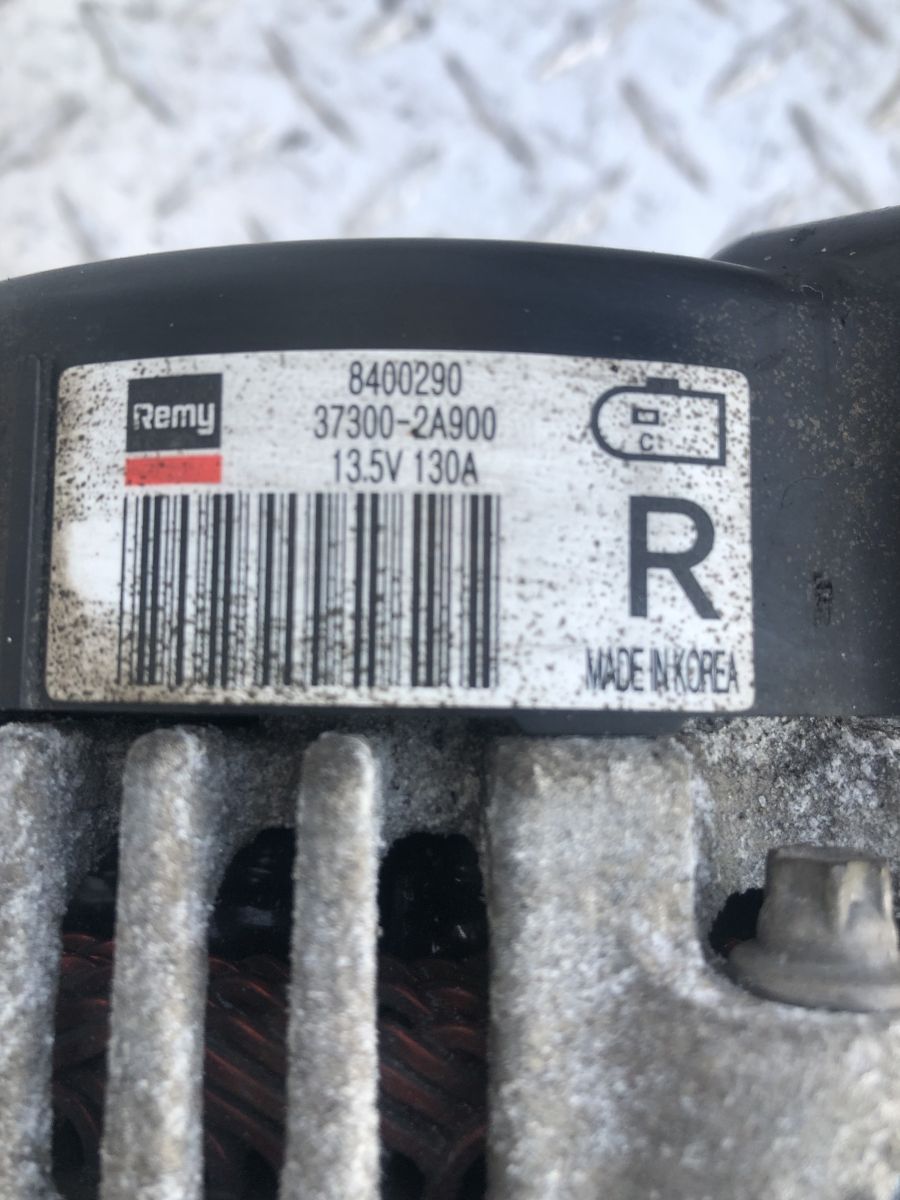 Remy
8400290
37300-2A900
13.5V 130A
C
R
MADE IN KOREA